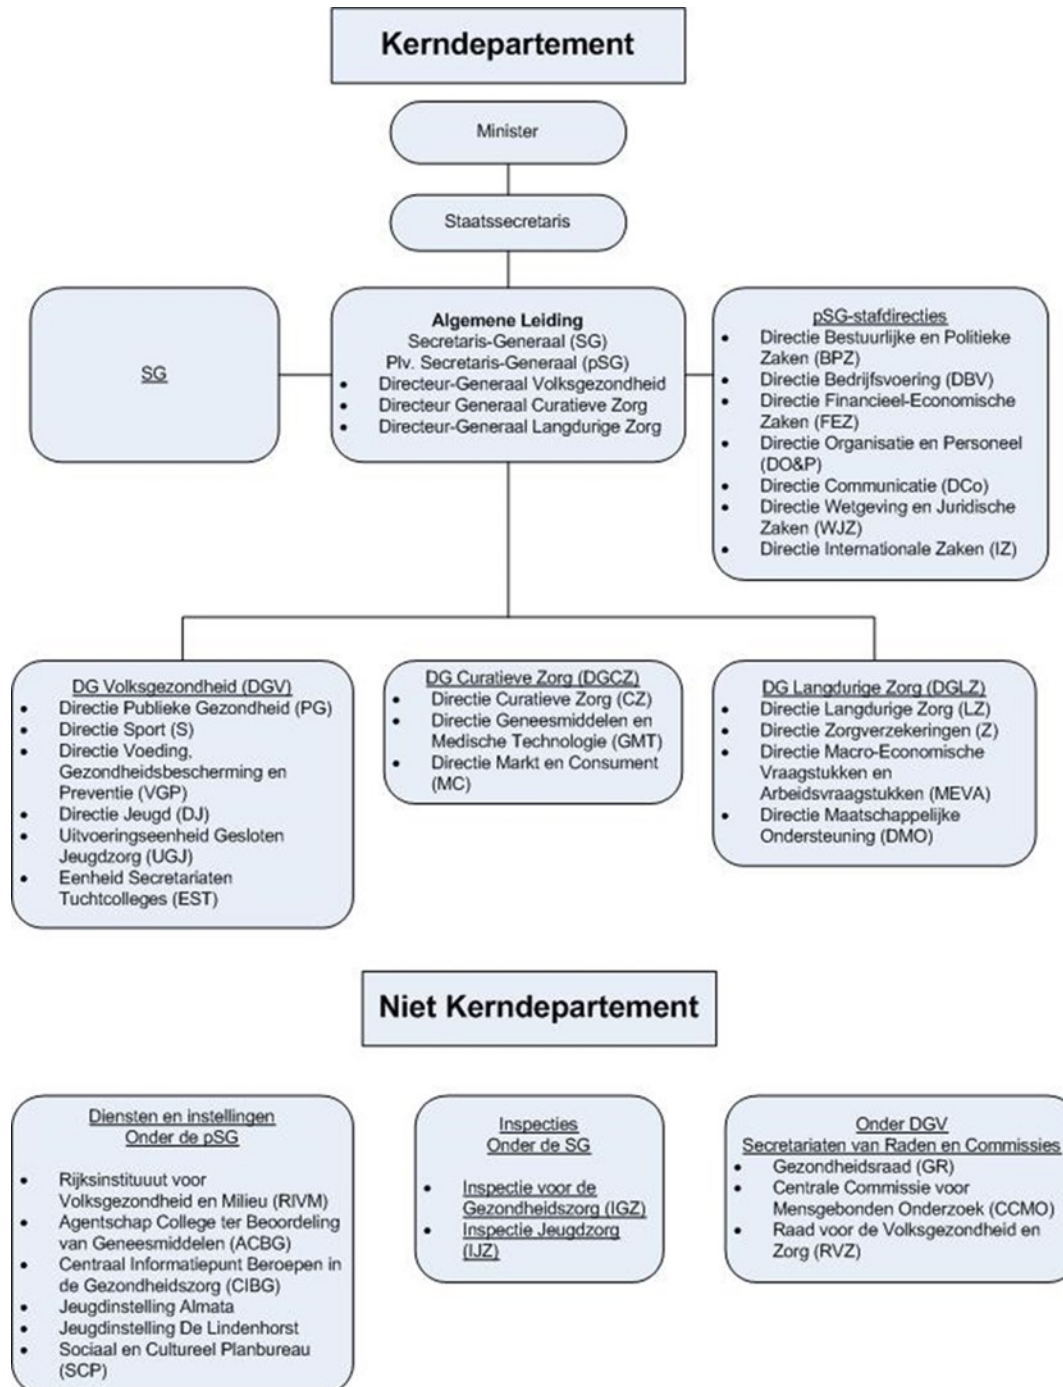 Kerndepartement
Minister
Staatssecretaris
SG
Algemene Leiding
Secretaris-Generaal (SG)
Plv. Secretaris-Generaal (pSG)
• Directeur-Generaal Volksgezondheid
• Directeur Generaal Curatieve Zorg
• Directeur-Generaal Langdurige Zorg
pSG-stafdirecties
• Directie Bestuurlijke en Politieke
Zaken (BPZ)
• Directie Bedrijfsvoering (DBV)
• Directie Financieel-Economische
Zaken (FEZ)
• Directie Organisatie en Personeel
(DO&P)
• Directie Communicatie (DCo)
• Directie Wetgeving en Juridische
Zaken (WJZ)
• Directie Internationale Zaken (IZ)
DG Volksgezondheid (DGV)
• Directie Publieke Gezondheid (PG)
• Directie Sport (S)
• Directie Voeding,
Gezondheidsbescherming en
Preventie (VGP)
• Directie Jeugd (DJ)
• Uitvoeringseenheid Gesloten
Jeugdzorg (UGJ)
• Eenheid Secretariaten
Tuchtcolleges (EST)
DG Curatieve Zorg (DGCZ)
• Directie Curatieve Zorg (CZ)
• Directie Geneesmiddelen en
Medische Technologie (GMT)
• Directie Markt en Consument
(MC)
DG Langdurige Zorg (DGLZ)
• Directie Langdurige Zorg (LZ)
• Directie Zorgverzekeringen (Z)
• Directie Macro-Economische
Vraagstukken en
Arbeidsvraagstukken (MEVA)
• Directie Maatschappelijke
Ondersteuning (DMO)
Niet Kerndepartement
Diensten en instellingen
Onder de pSG
• Rijksinstituuut voor
Volksgezondheid en Milieu (RIVM)
• Agentschap College ter Beoordeling
van Geneesmiddelen (ACBG)
• Centraal Informatiepunt Beroepen in
de Gezondheidszorg (CIBG)
• Jeugdinstelling Almata
• Jeugdinstelling De Lindenhorst
• Sociaal en Cultureel Planbureau
(SCP)
Inspecties
Onder de SG
• Inspectie voor de
Gezondheidszorg (IGZ)
• Inspectie Jeugdzorg
(IJZ)
Onder DGV
Secretariaten van Raden en Commissies
• Gezondheidsraad (GR)
• Centrale Commissie voor
Mensgebonden Onderzoek (CCMO)
• Raad voor de Volksgezondheid en
Zorg (RVZ)